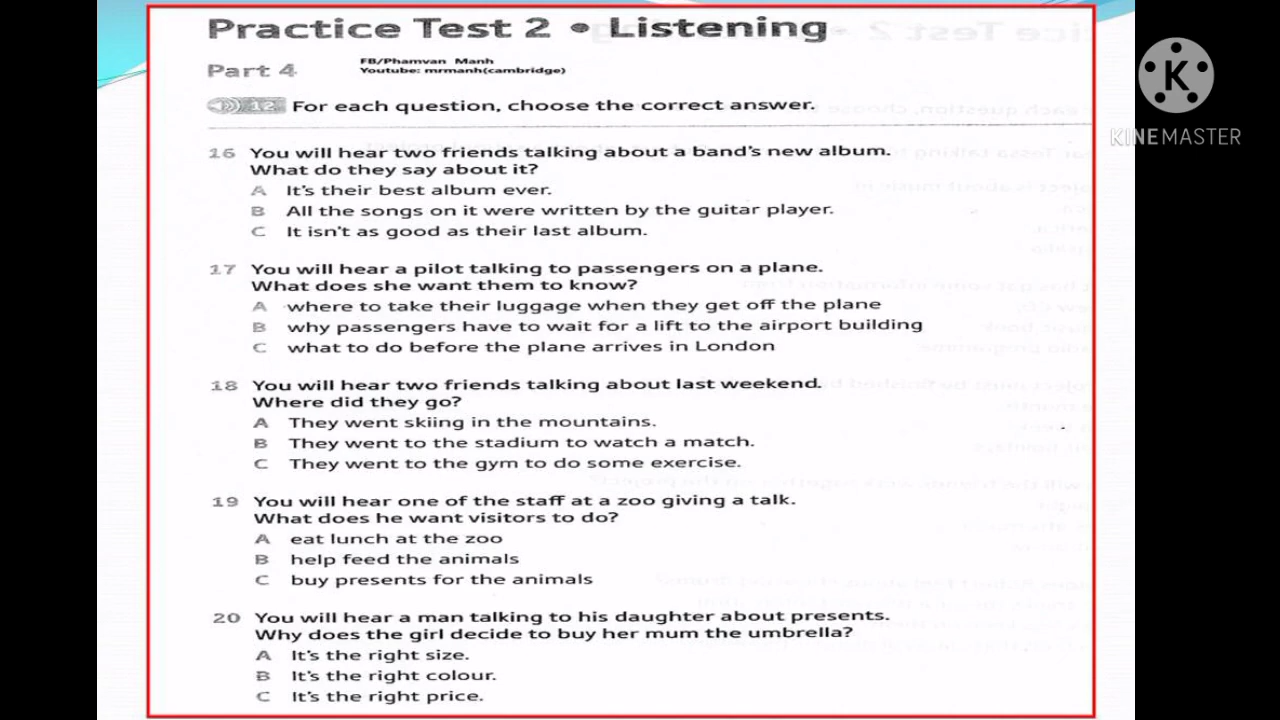 Practice Test 2 • Listening
Part 4
FB/Phamvan Manh
Youtube: mrmanh(cambridge)
12 For each question, choose the correct answer.
16 You will hear two friends talking about a band's new album.
What do they say about it?
A It's their best album ever.
B All the songs on it were written by the guitar player.
C It isn't as good as their last album.
17 You will hear a pilot talking to passengers on a plane.
What does she want them to know?
A where to take their luggage when they get off the plane
B why passengers have to wait for a lift to the airport building
C what to do before the plane arrives in London
18 You will hear two friends talking about last weekend.
Where did they go?
A They went skiing in the mountains.
B They went to the stadium to watch a match.
C They went to the gym to do some exercise.
19 You will hear one of the staff at a zoo giving a talk.
What does he want visitors to do?
A eat lunch at the zoo
B help feed the animals
C buy presents for the animals
20 You will hear a man talking to his daughter about presents.
Why does the girl decide to buy her mum the umbrella?
A It's the right size.
B It's the right colour.
C It's the right price.
K
KINEMASTER